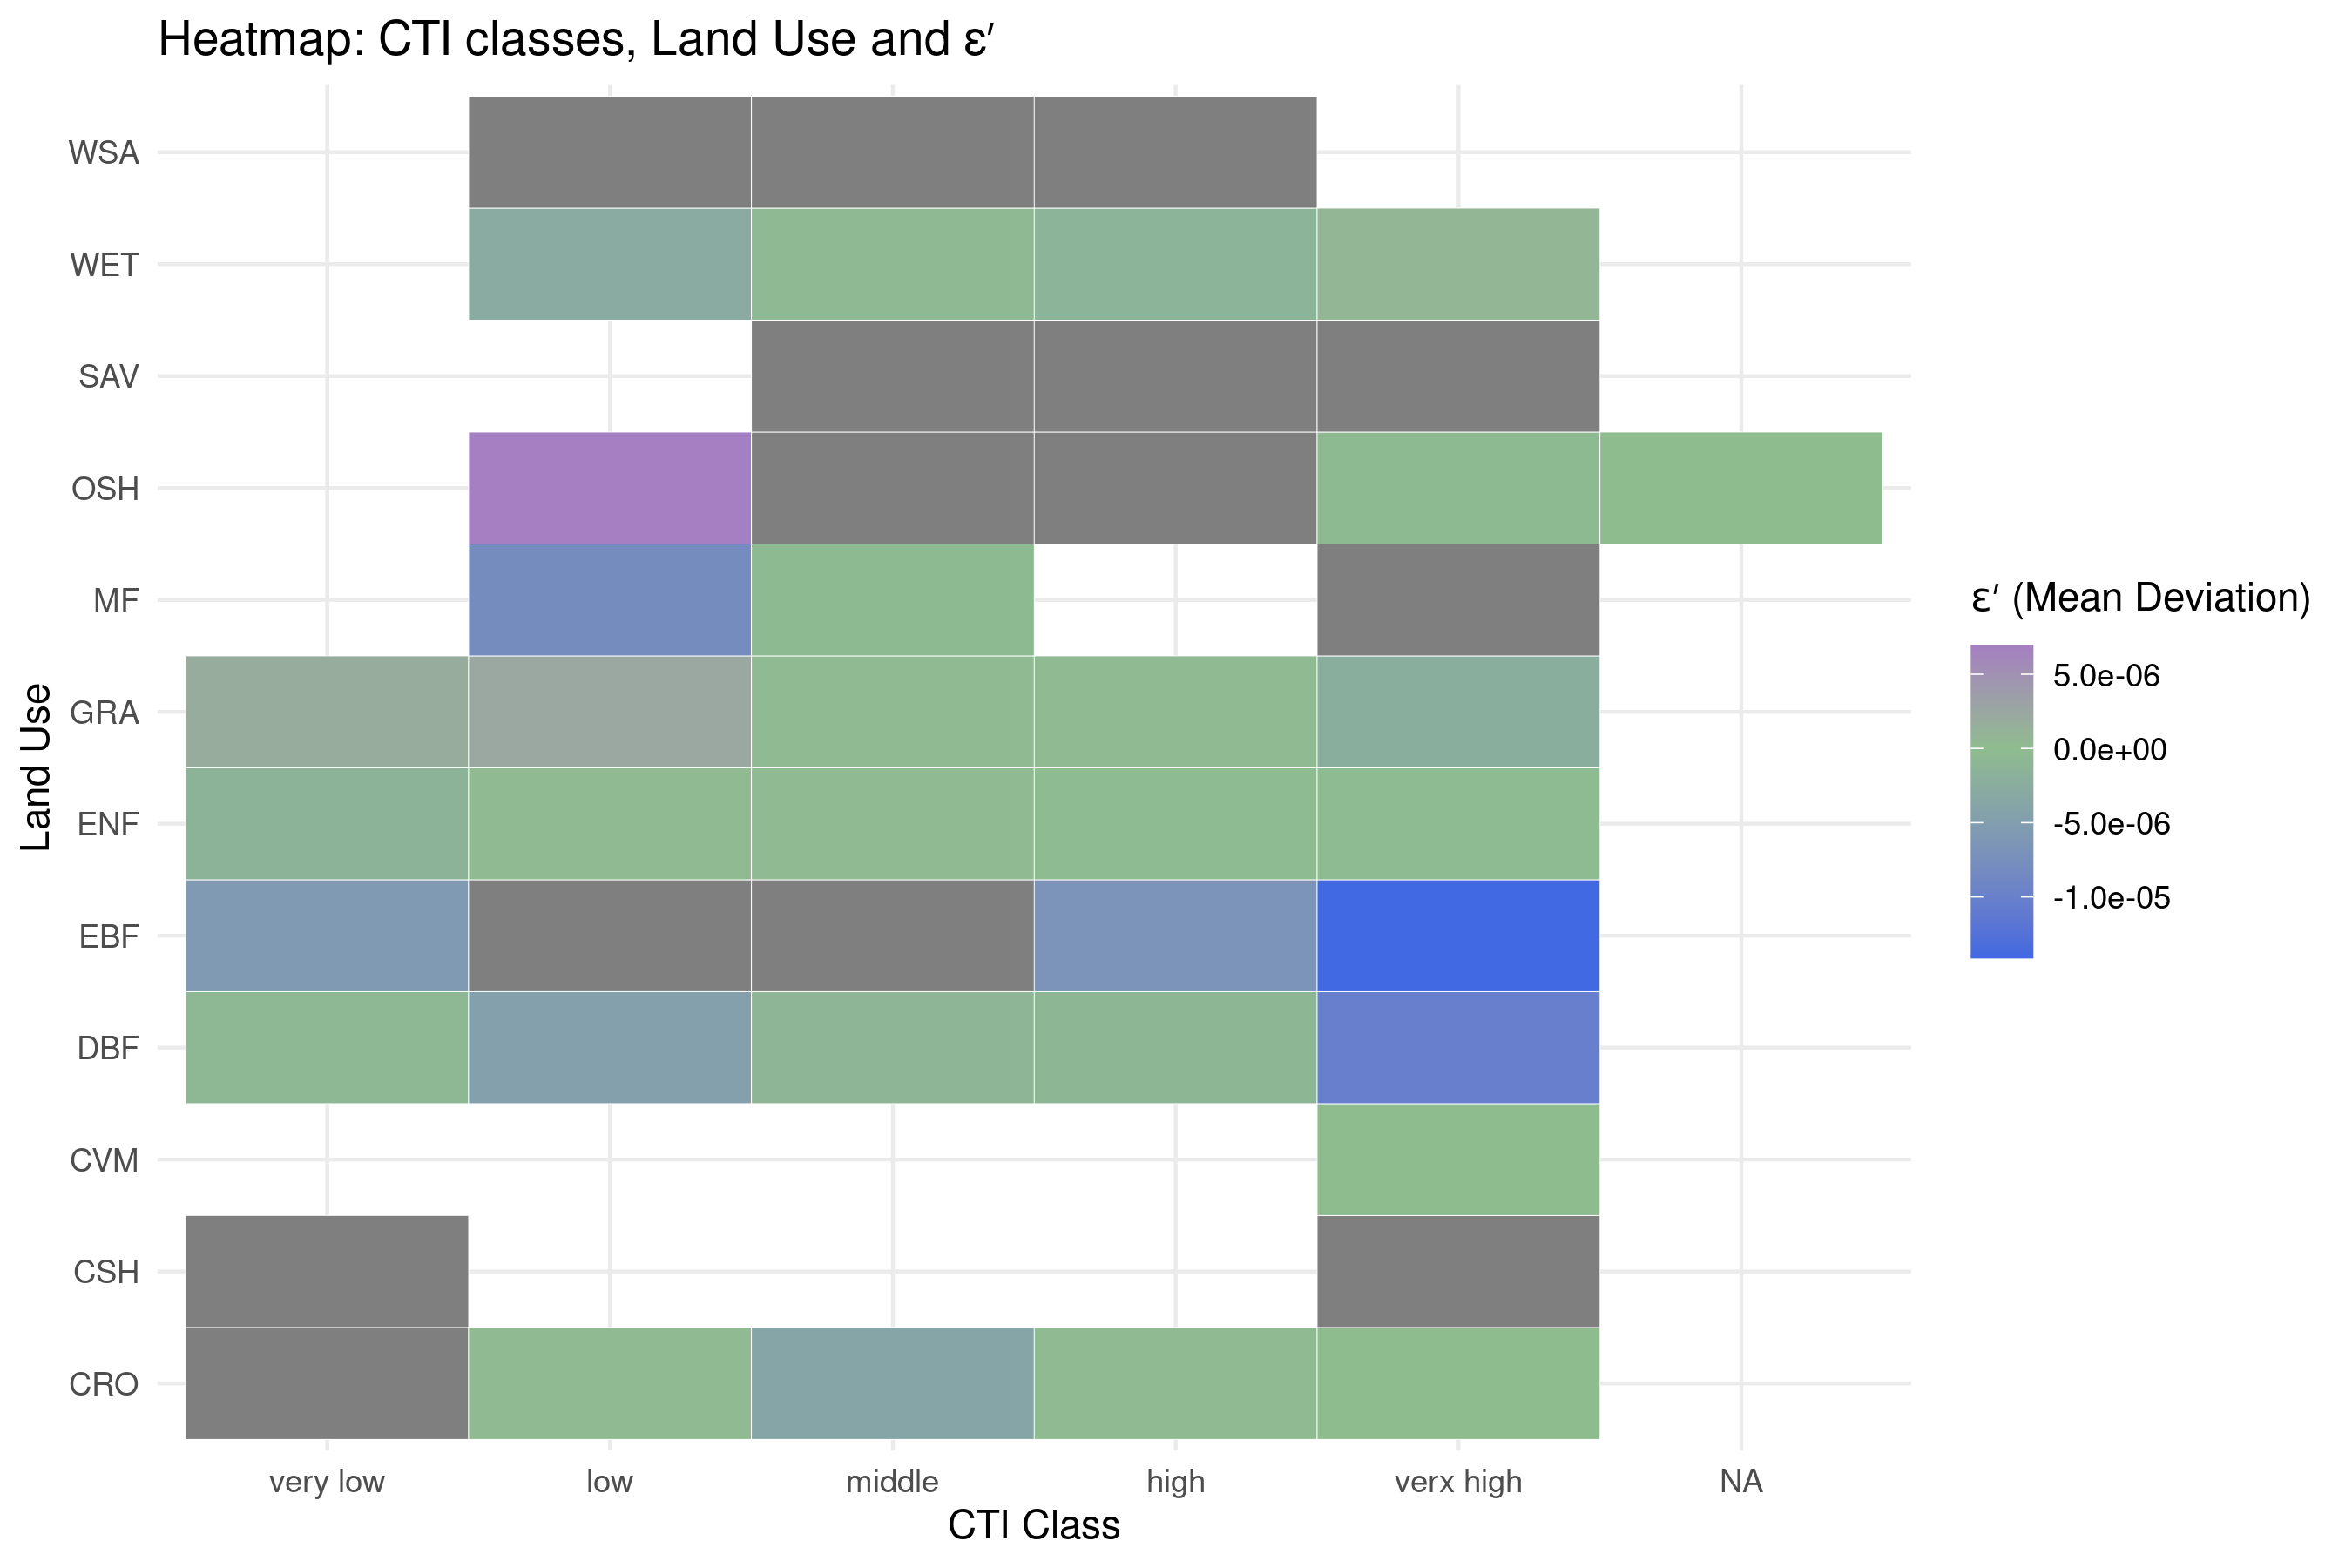 Heatmap: CTI classes, Land Use and ε′
WSA
WET
SAV
OSH
MF
GRA
ENF
EBF
DBF
CVM
CSH
CRO
Land Use
very low
low
middle
high
verx high
NA
CTI Class
ε′ (Mean Deviation)
5.0e-06
0.0e+00
-5.0e-06
-1.0e-05